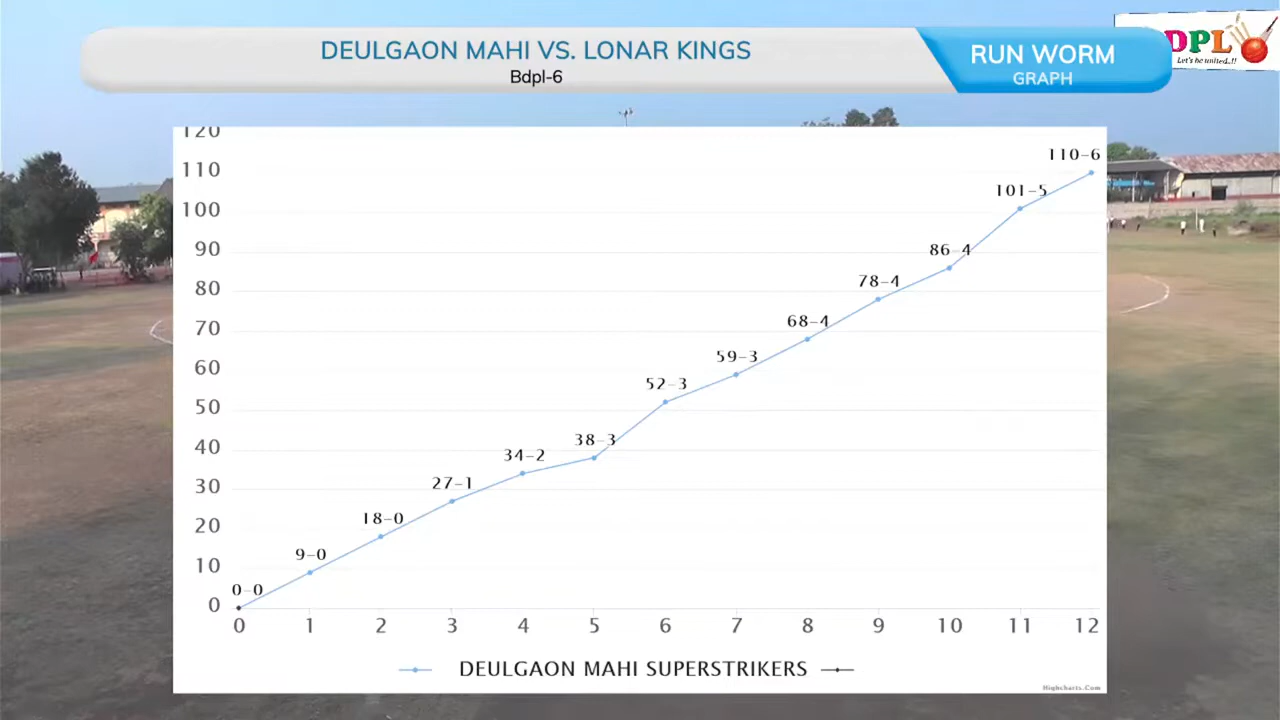 DEULGAON MAHI VS. LONAR KINGS
Bdpl-6
RUN WORM
GRAPH
DPL
Let's be united..!!
120
110
100
90
80
70
60
50
40
30
20
10
0
0-0
9-0
18-0
27-1
34-2
38-3
52-3
59-3
68-4
78-4
86-4
101-5
110-6
0 1 2 3 4 5 6 7 8 9 10 11 12
DEULGAON MAHI SUPERSTRIKERS
Highcharts.Com